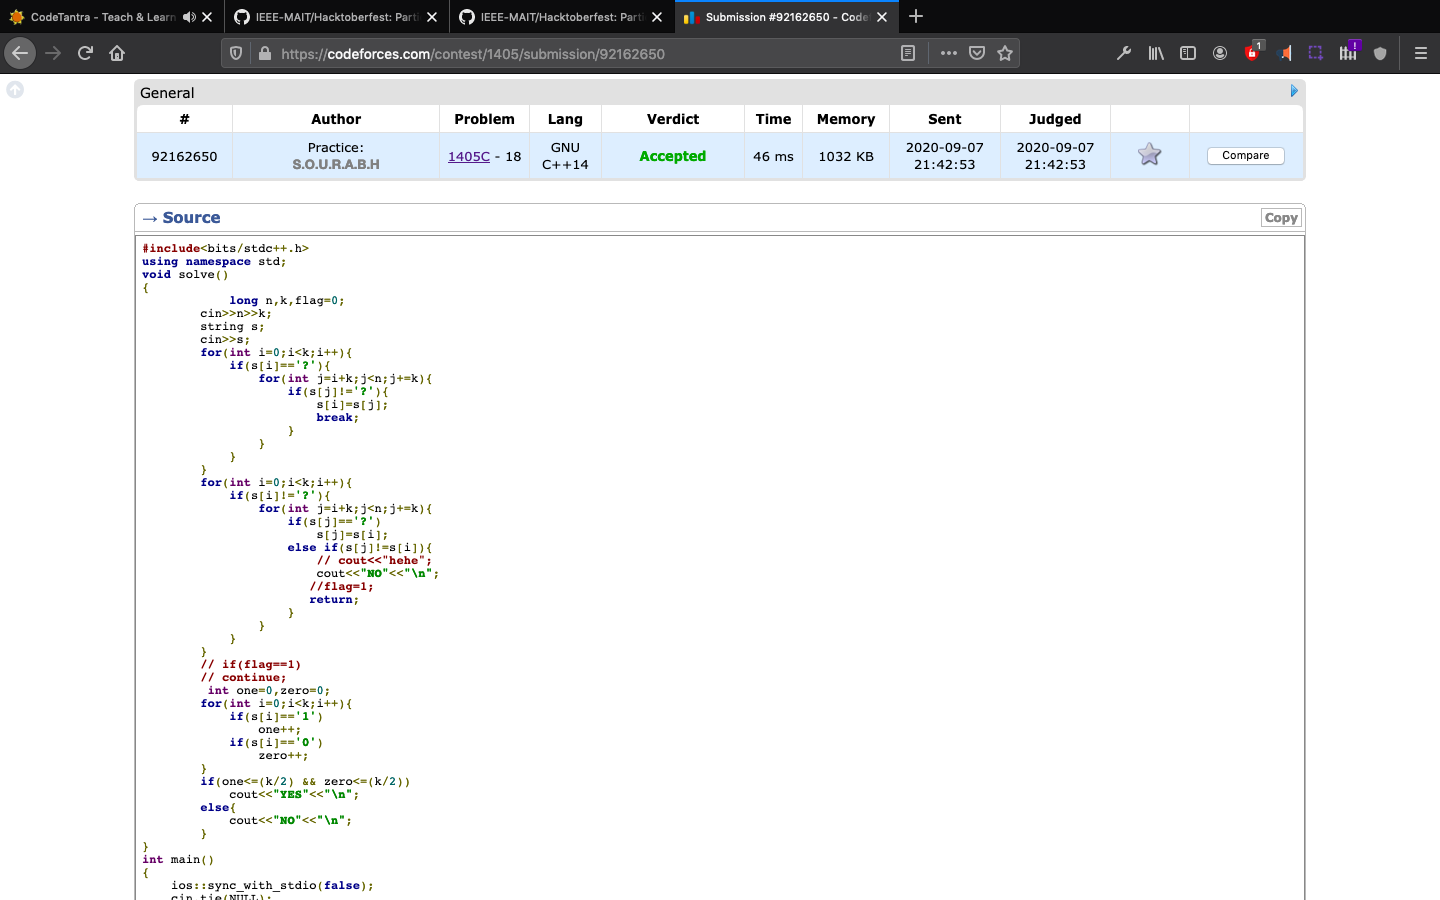 CodeTantra - Teach & Learn
IEEE-MAIT/Hacktoberfest: Parti
IEEE-MAIT/Hacktoberfest: Parti
Submission #92162650 - Codef
https://codeforces.com/contest/1405/submission/92162650
1
!
General
# Author Problem Lang Verdict Time Memory Sent Judged
92162650 Practice: S.O.U.R.A.B.H 1405C - 18 GNU C++14 Accepted 46 ms 1032 KB 2020-09-07 21:42:53 2020-09-07 21:42:53 Compare
→ Source Copy
#include<bits/stdc++.h>
using namespace std;
void solve()
{
long n,k,flag=0;
cin>>n>>k;
string s;
cin>>s;
for(int i=0;i<k;i++){
if(s[i]=='?'){
for(int j=i+k;j<n;j+=k){
if(s[j]!='?'){
s[i]=s[j];
break;
}
}
}
}
for(int i=0;i<k;i++){
if(s[i]!='?'){
for(int j=i+k;j<n;j+=k){
if(s[j]=='?')
s[j]=s[i];
else if(s[j]!=s[i]){
// cout<<"hehe";
cout<<"NO"<<"\n";
//flag=1;
return;
}
}
}
}
// if(flag==1)
// continue;
int one=0,zero=0;
for(int i=0;i<k;i++){
if(s[i]=='1')
one++;
if(s[i]=='0')
zero++;
}
if(one<=(k/2) && zero<=(k/2))
cout<<"YES"<<"\n";
else{
cout<<"NO"<<"\n";
}
}
int main()
{
ios::sync_with_stdio(false);
cin.tie(NULL);